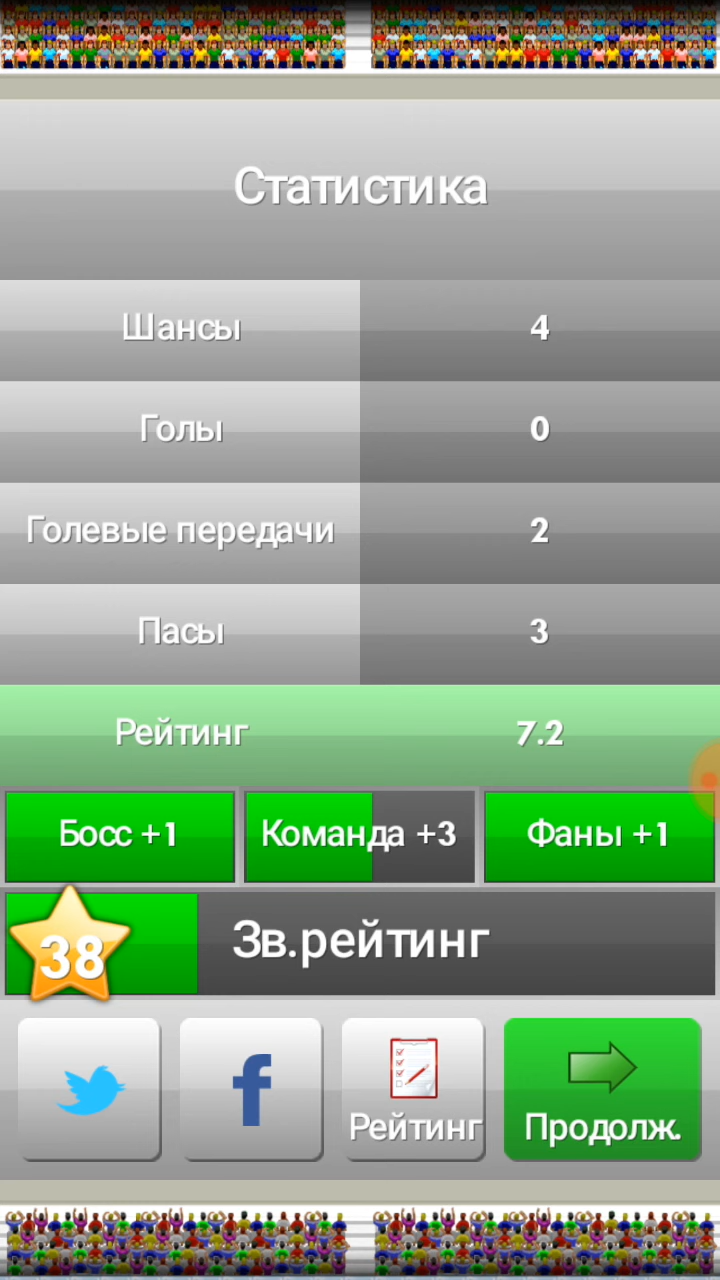 Статистика
Шансы 4
Голы 0
Голевые передачи 2
Пасы 3
Рейтинг 7.2
Босс +1 Команда +3 Фаны +1
38 Зв.рейтинг
Рейтинг Продолж.